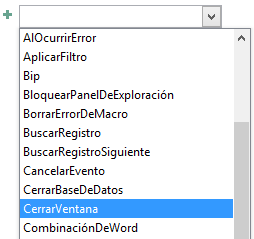 AlOcurrirError
AplicarFiltro
Bip
BloquearPanelDeExploración
BorrarErrorDeMacro
BuscarRegistro
BuscarRegistroSiguiente
CancelarEvento
CerrarBaseDeDatos
CerrarVentana
CombinaciónDeWord